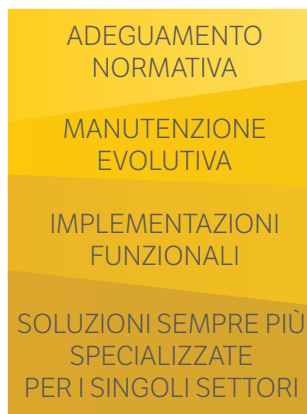 ADEGUAMENTO
NORMATIVA
MANUTENZIONE
EVOLUTIVA
IMPLEMENTAZIONI
FUNZIONALI
SOLUZIONI SEMPRE PIÙ
SPECIALIZZATE
PER I SINGOLI SETTORI